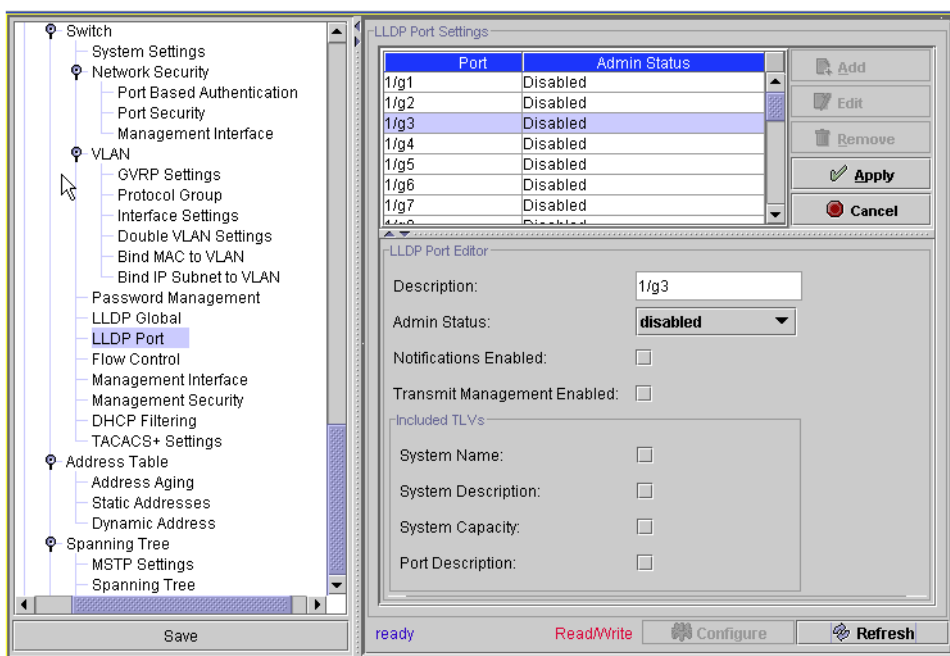 Switch
System Settings
Network Security
Port Based Authentication
Port Security
Management Interface
VLAN
GVRP Settings
Protocol Group
Interface Settings
Double VLAN Settings
Bind MAC to VLAN
Bind IP Subnet to VLAN
Password Management
LLDP Global
LLDP Port
Flow Control
Management Interface
Management Security
DHCP Filtering
TACACS+ Settings
Address Table
Address Aging
Static Addresses
Dynamic Address
Spanning Tree
MSTP Settings
Spanning Tree
Save
LLDP Port Settings
Port Admin Status
1/g1 Disabled
1/g2 Disabled
1/g3 Disabled
1/g4 Disabled
1/g5 Disabled
1/g6 Disabled
1/g7 Disabled
Add
Edit
Remove
Apply
Cancel
LLDP Port Editor
Description: 1/g3
Admin Status: disabled
Notifications Enabled:
Transmit Management Enabled:
Included TLVs
System Name:
System Description:
System Capacity:
Port Description:
ready Read/Write Configure Refresh